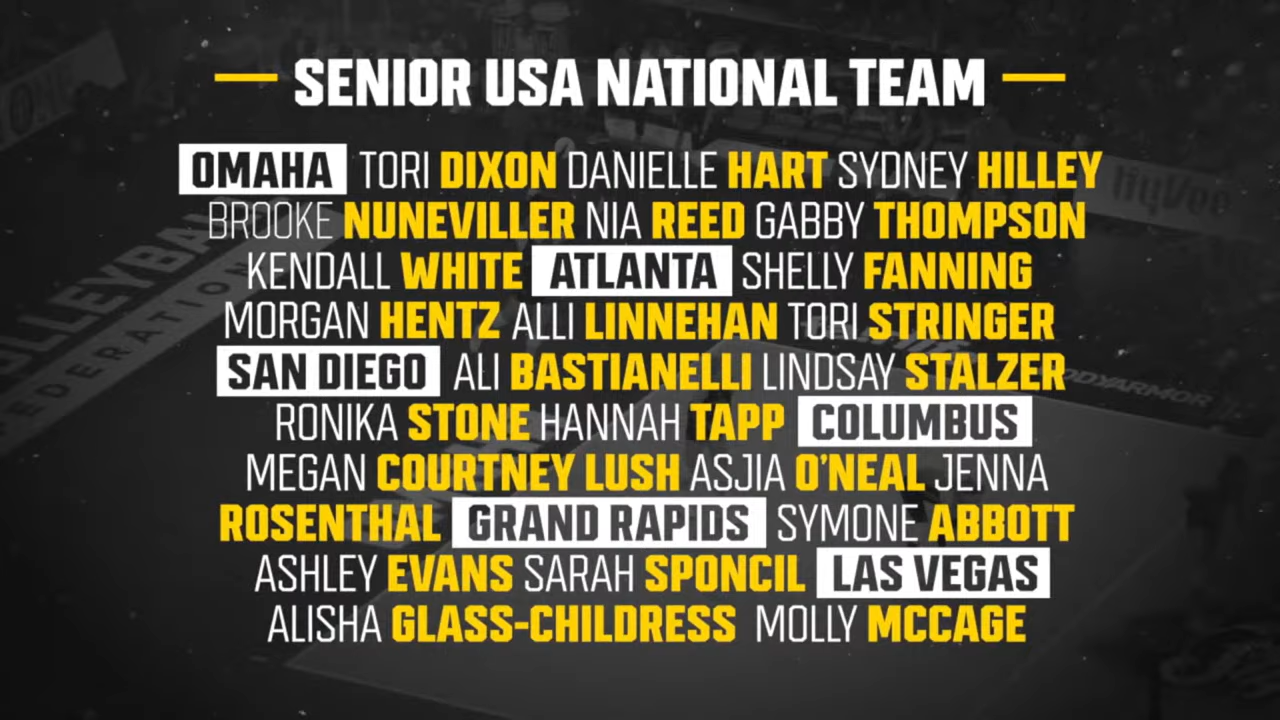 SENIOR USA NATIONAL TEAM
OMAHA TORI DIXON DANIELLE HART SYDNEY HILLEY
BROOKE NUNEVILLER NIA REED GABBY THOMPSON
KENDALL WHITE ATLANTA SHELLY FANNING
MORGAN HENTZ ALLI LINNEHAN TORI STRINGER
SAN DIEGO ALI BASTIANELLI LINDSAY STALZER
RONIKA STONE HANNAH TAPP COLUMBUS
MEGAN COURTNEY LUSH ASJIA O'NEAL JENNA
ROSENTHAL GRAND RAPIDS SYMONE ABBOTT
ASHLEY EVANS SARAH SPONCIL LAS VEGAS
ALISHA GLASS-CHILDRESS MOLLY MCCAGE
HyVee